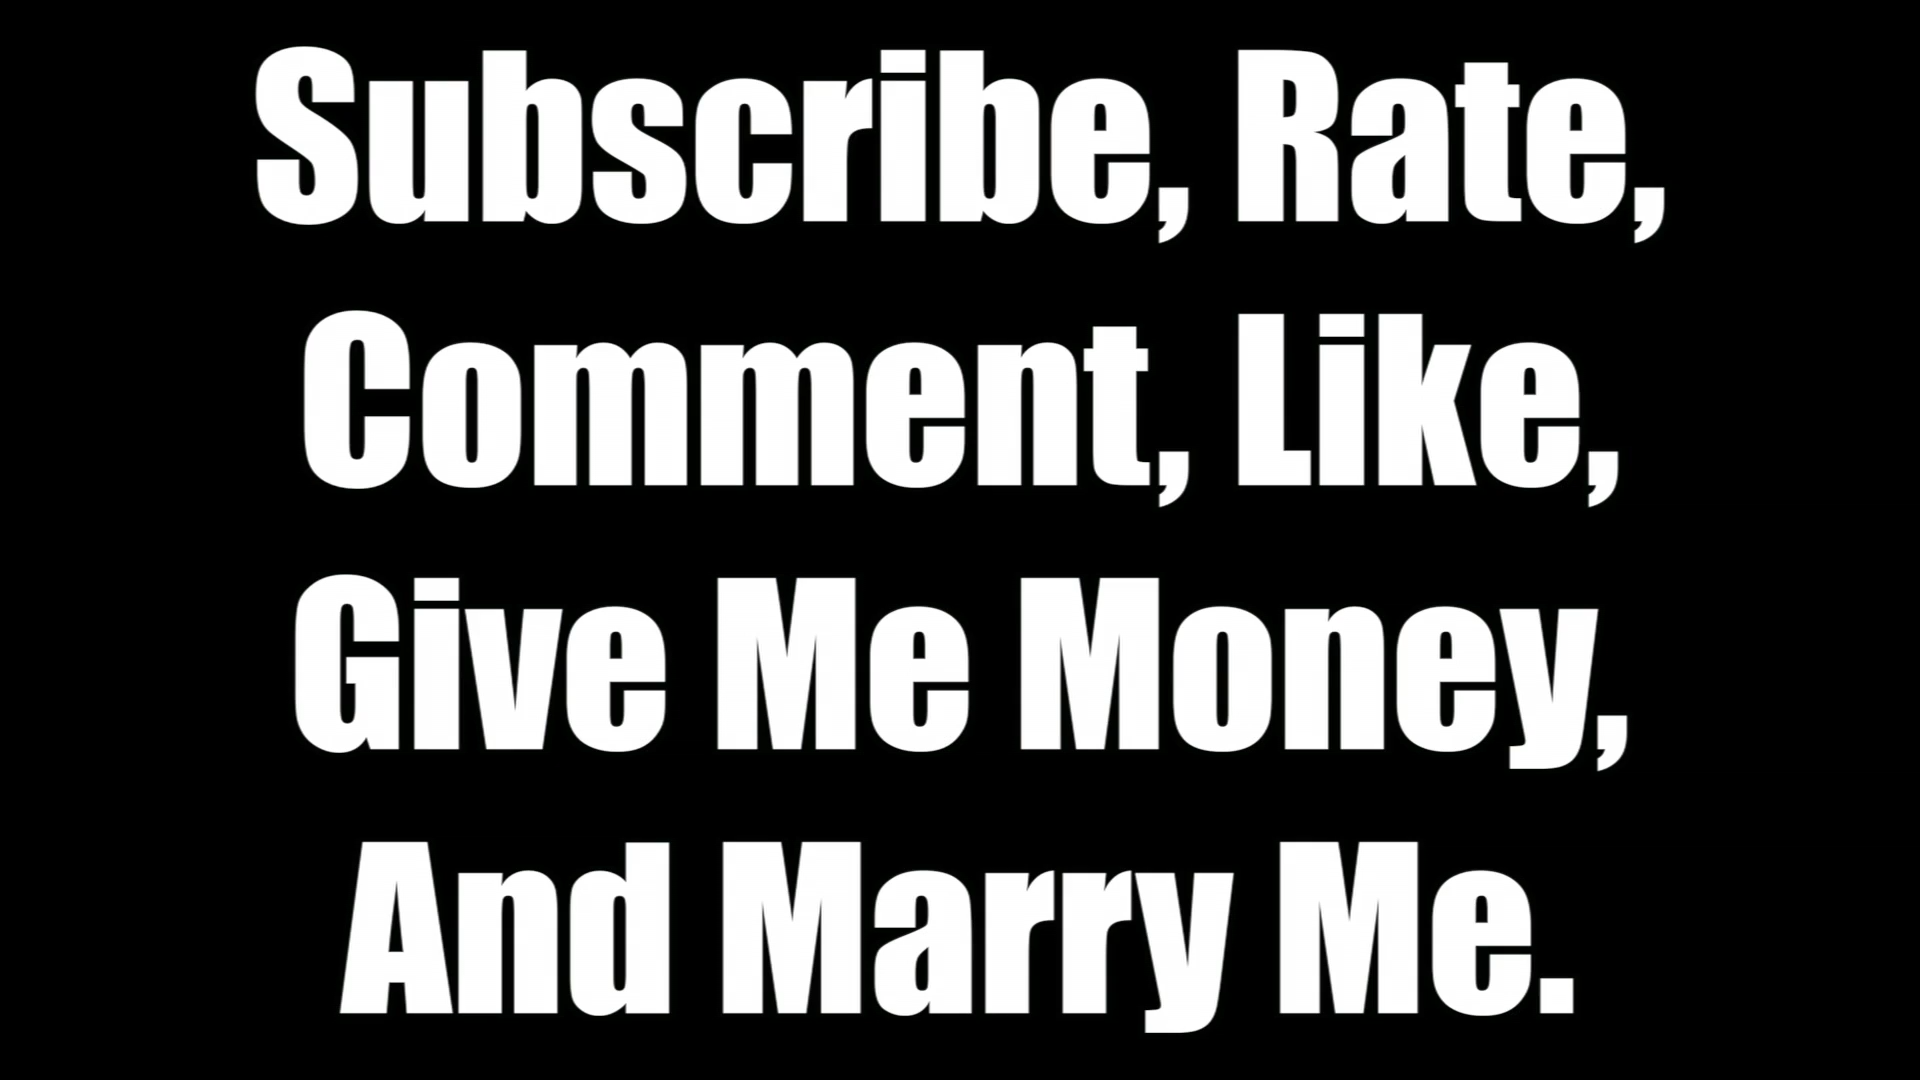 Subscribe, Rate,
Comment, Like,
Give Me Money,
And Marry Me.